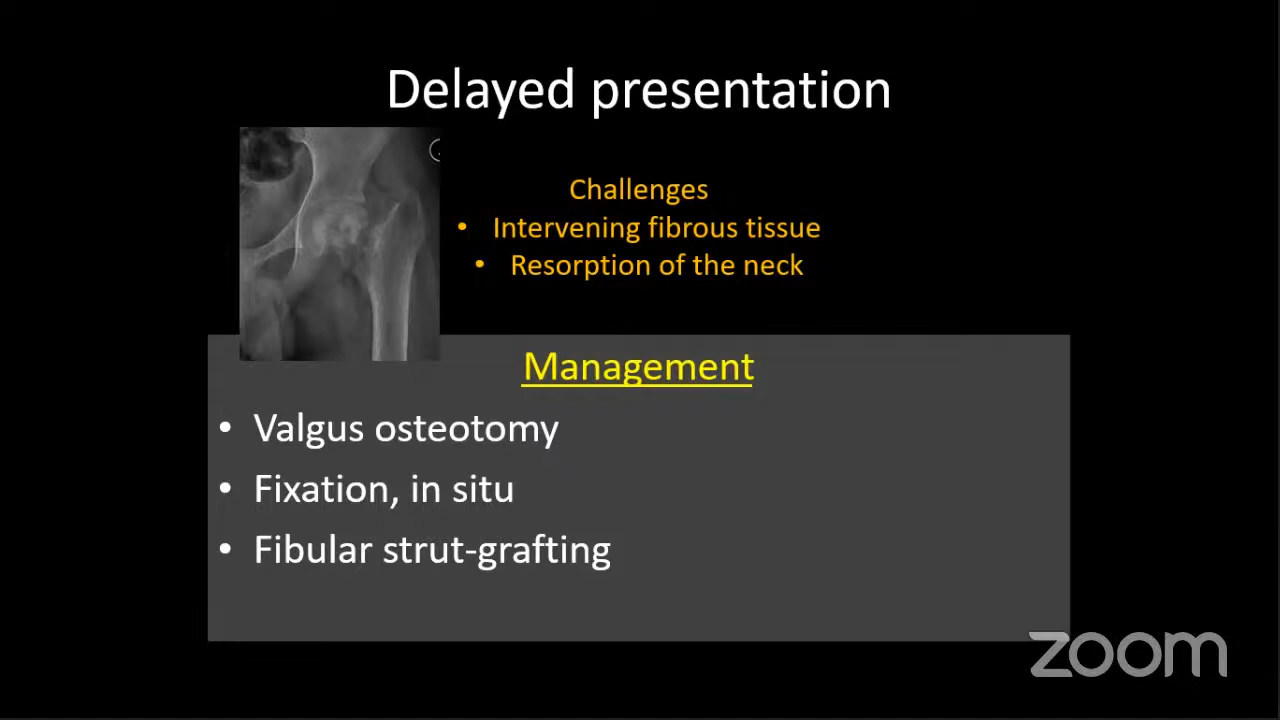 Delayed presentation
Challenges
• Intervening fibrous tissue
• Resorption of the neck
Management
• Valgus osteotomy
• Fixation, in situ
• Fibular strut-grafting
zoom